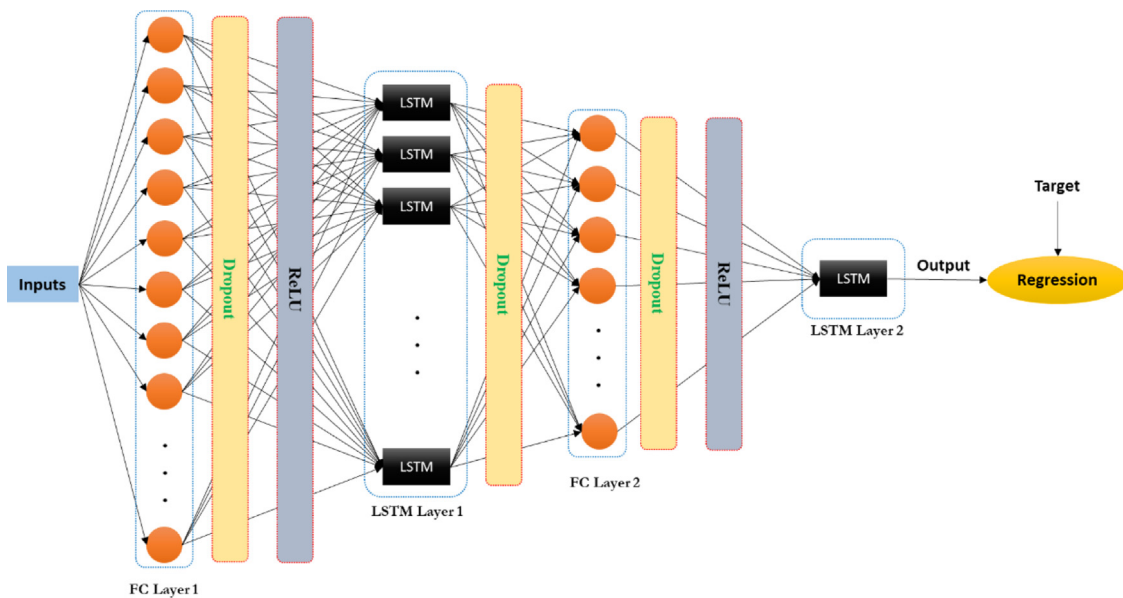 Inputs
FC Layer 1
Dropout
ReLU
LSTM
LSTM
LSTM
LSTM
LSTM Layer 1
Dropout
FC Layer 2
Dropout
ReLU
LSTM
LSTM Layer 2
Output
Target
Regression